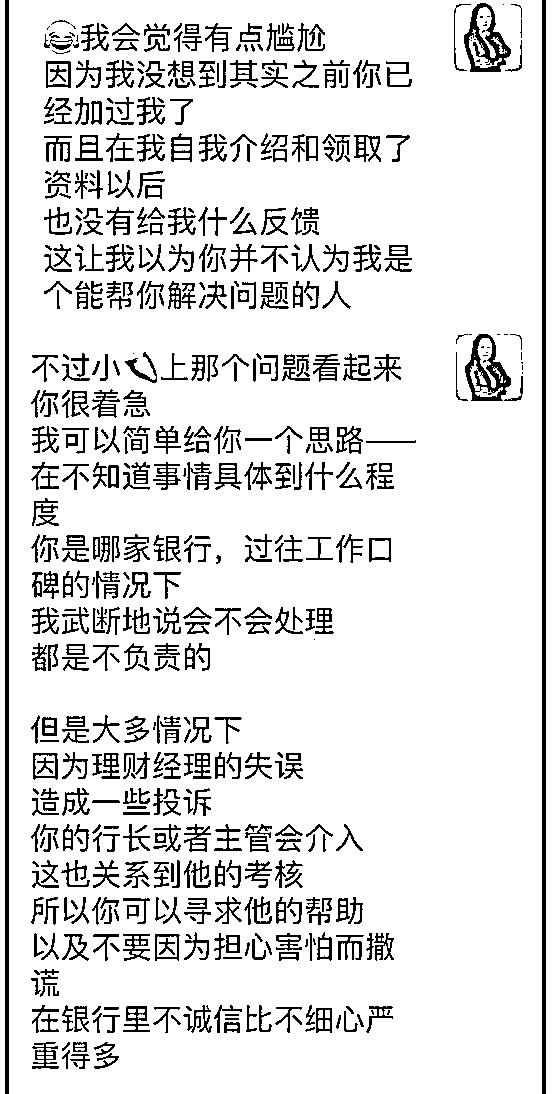 😂我会觉得有点尴尬
因为我没想到其实之前你已
经加过我了
而且在我自我介绍和领取了
资料以后
也没有给我什么反馈
这让我以为你并不认为我是
个能帮你解决问题的人
不过小🍠上那个问题看起来
你很着急
我可以简单给你一个思路——
在不知道事情具体到什么程
度
你是哪家银行，过往工作口
碑的情况下
我武断地说会不会处理
都是不负责的
但是大多情况下
因为理财经理的失误
造成一些投诉
你的行长或者主管会介入
这也关系到他的考核
所以你可以寻求他的帮助
以及不要因为担心害怕而撒
谎
在银行里不诚信比不细心严
重得多